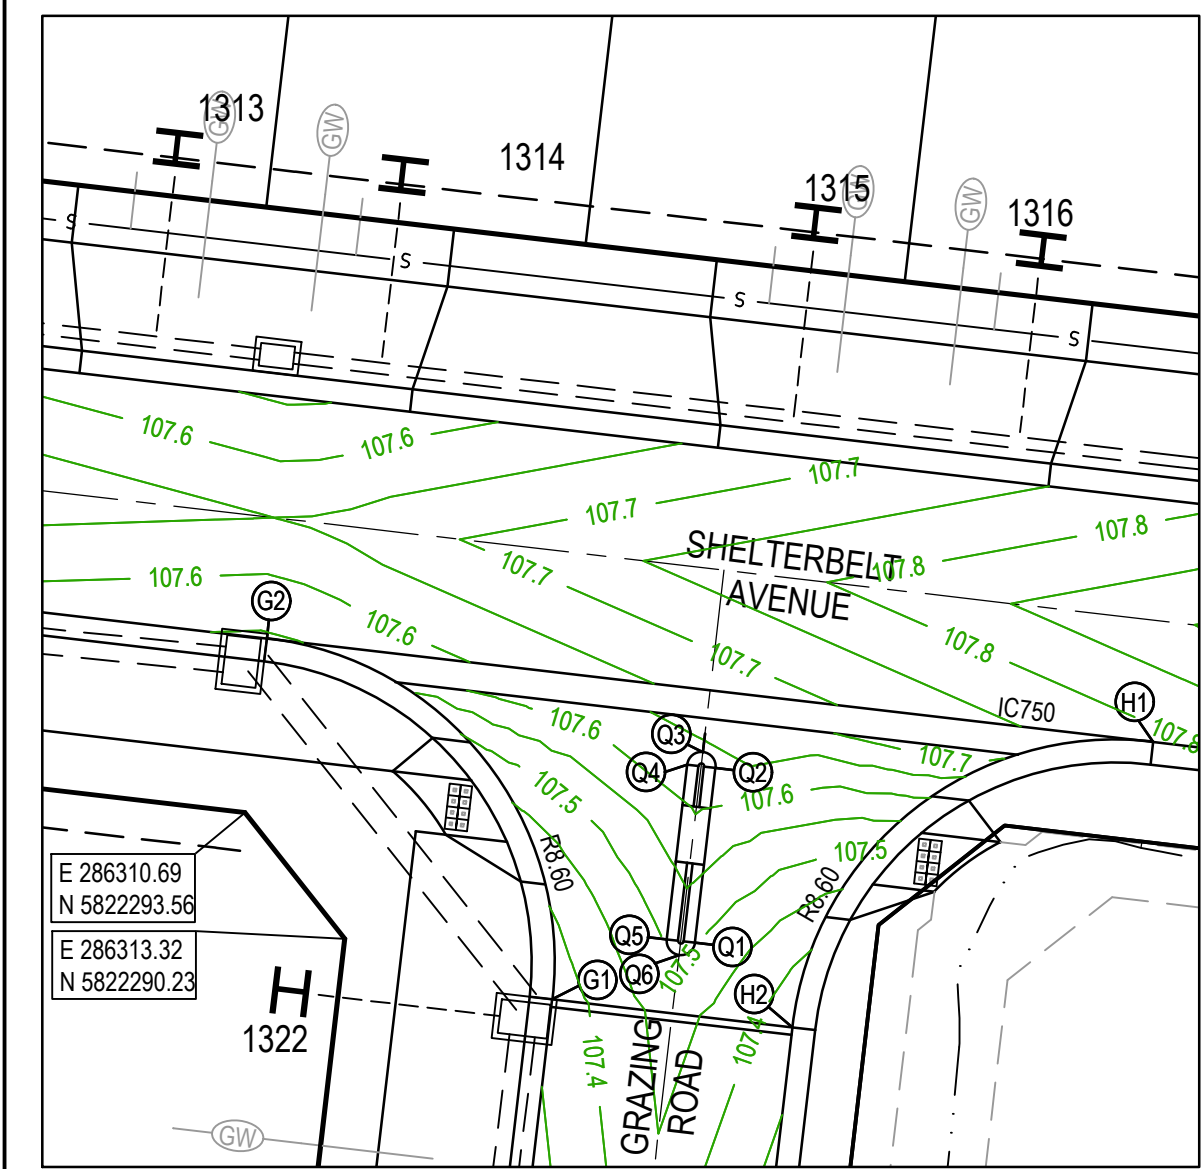 1313
GW
GW
1314
1315
GW
GW
1316
S
S
S
S
107.6
107.6
107.7
107.7
107.8
SHELTERBELT
AVENUE
107.8
107.7
107.6
G2
107.6
107.7
107.8
IC750
H1
107.8
107.6
Q3
107.7
Q4
Q2
107.5
107.6
R8.60
107.5
R8.60
E 286310.69
N 5822293.56
E 286313.32
N 5822290.23
Q5
Q1
Q6
107.5
G1
H2
1322
107.4
107.4
GRAZING
ROAD
GW